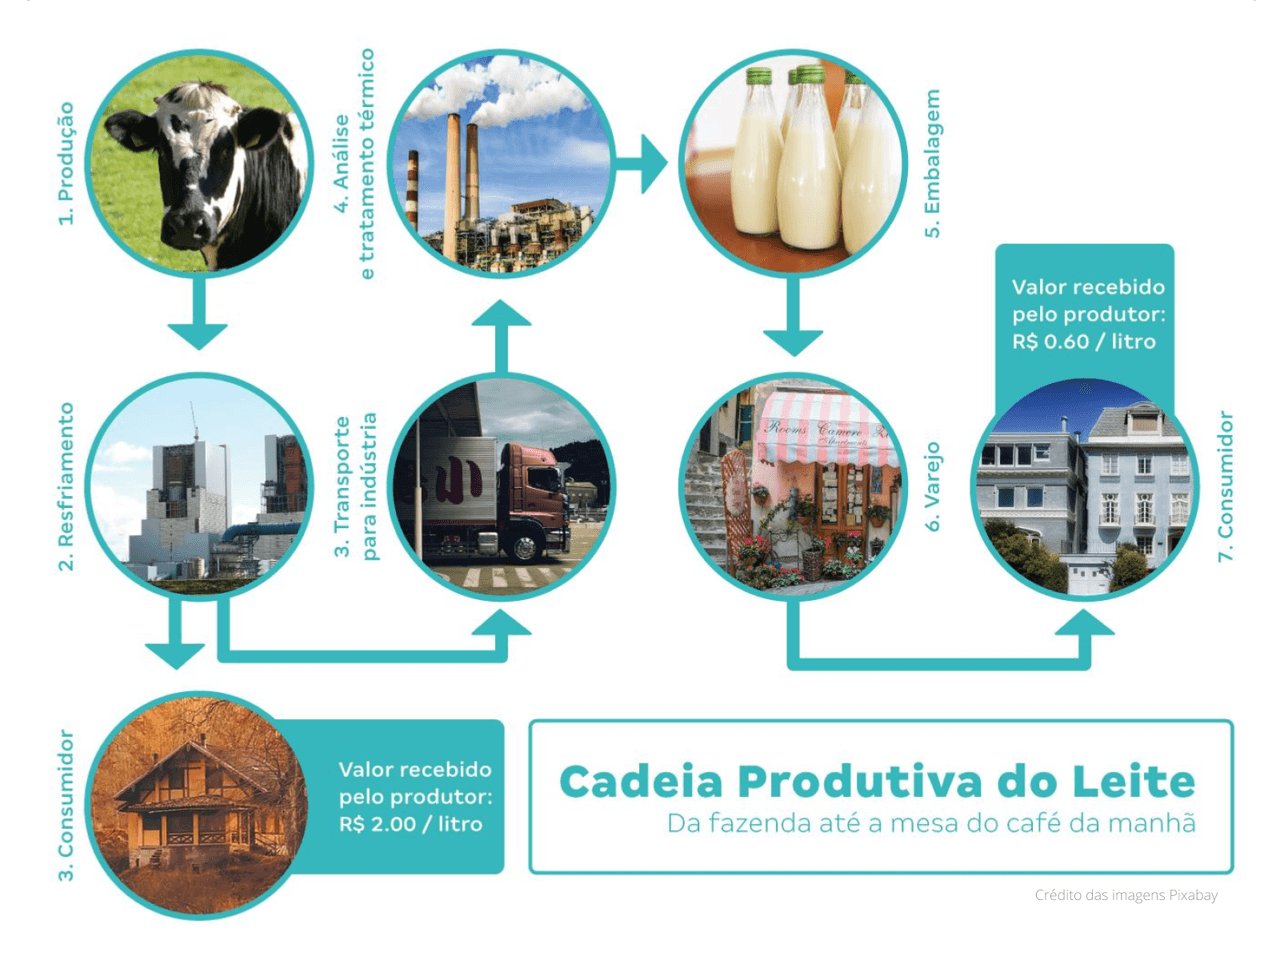 1. Produção
2. Resfriamento
3. Consumidor
Valor recebido
pelo produtor:
R$ 2.00 / litro
3. Transporte
para indústria
4. Análise
e tratamento térmico
5. Embalagem
6. Varejo
Rooms Camere
7. Consumidor
Valor recebido
pelo produtor:
R$ 0.60 / litro
Cadeia Produtiva do Leite
Da fazenda até a mesa do café da manhã
Crédito das imagens Pixabay